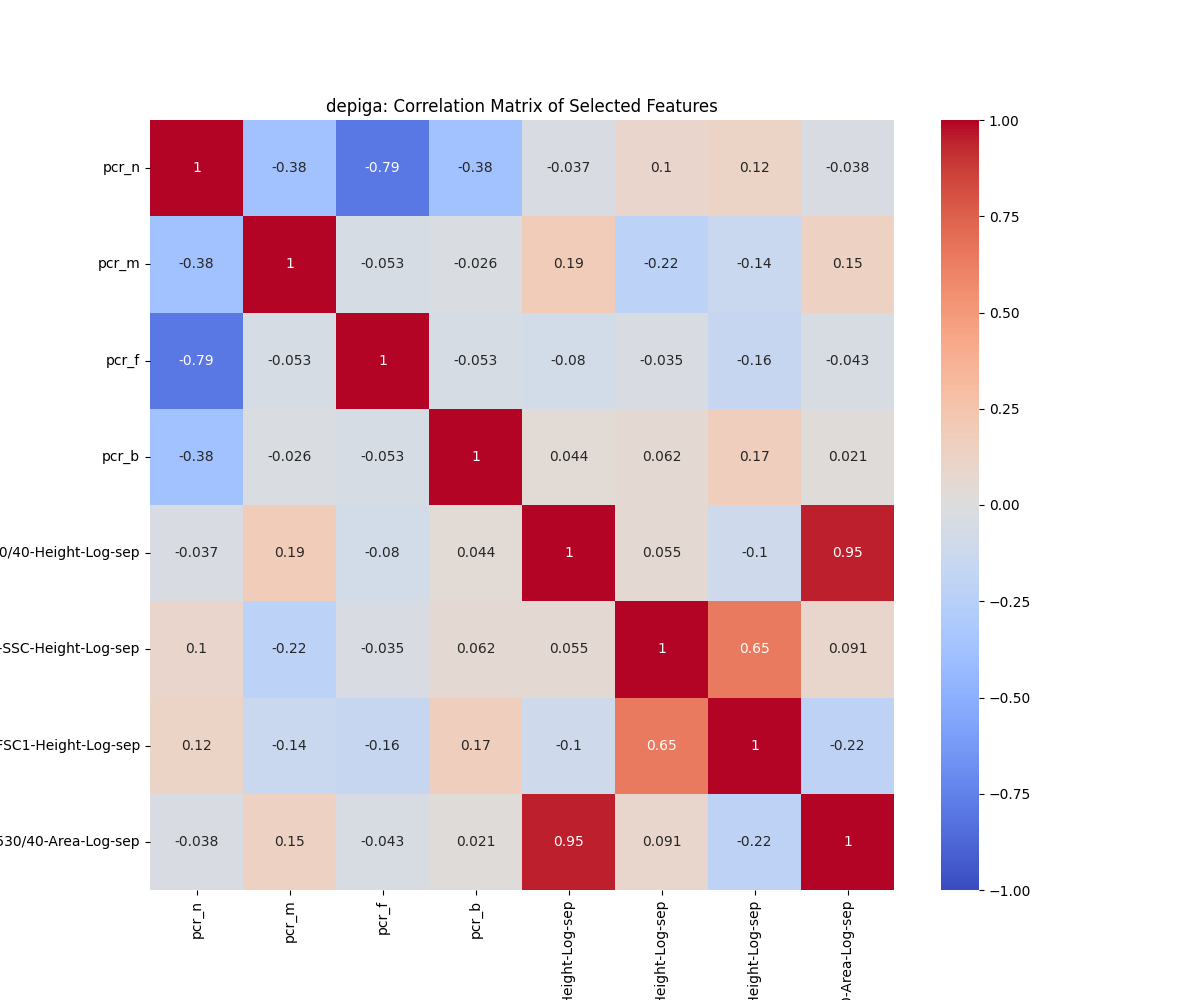 depiga: Correlation Matrix of Selected Features
pcr_n 1 -0.38 -0.79 -0.38 -0.037 0.1 0.12 -0.038
pcr_m -0.38 1 -0.053 -0.026 0.19 -0.22 -0.14 0.15
pcr_f -0.79 -0.053 1 -0.053 -0.08 -0.035 -0.16 -0.043
pcr_b -0.38 -0.026 -0.053 1 0.044 0.062 0.17 0.021
0/40-Height-Log-sep -0.037 0.19 -0.08 0.044 1 0.055 -0.1 0.95
-SSC-Height-Log-sep 0.1 -0.22 -0.035 0.062 0.055 1 0.65 0.091
FSC1-Height-Log-sep 0.12 -0.14 -0.16 0.17 -0.1 0.65 1 -0.22
530/40-Area-Log-sep -0.038 0.15 -0.043 0.021 0.95 0.091 -0.22 1
pcr_n
pcr_m
pcr_f
pcr_b
Height-Log-sep
Height-Log-sep
Height-Log-sep
0-Area-Log-sep
1.00
0.75
0.50
0.25
0.00
−0.25
−0.50
−0.75
−1.00